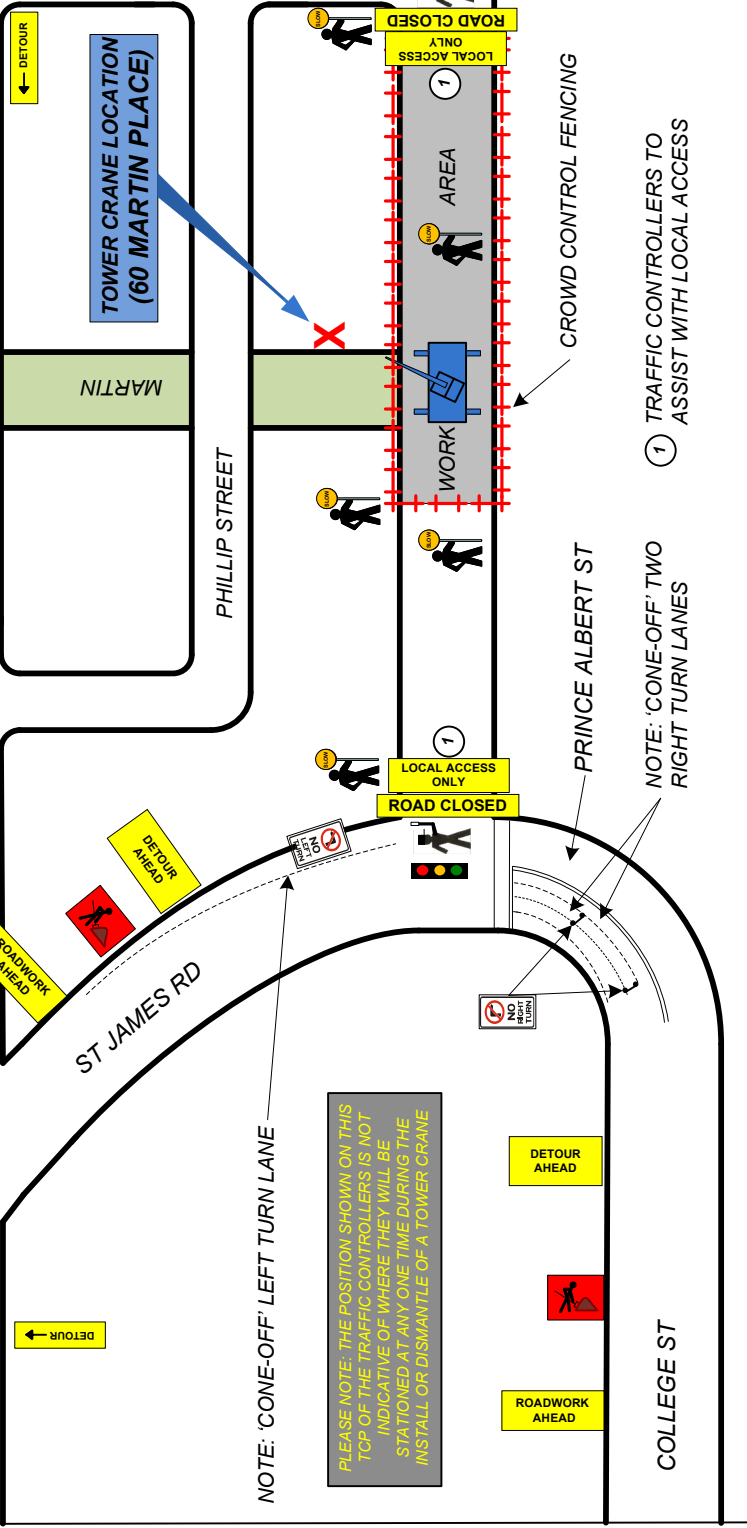 ← DETOUR
SLOW
ROAD CLOSED
LOCAL ACCESS
ONLY
TOWER CRANE LOCATION
(60 MARTIN PLACE)
1
MARTIN
PHILLIP STREET
WORK
AREA
SLOW
SLOW
SLOW
CROWD CONTROL FENCING
1
TRAFFIC CONTROLLERS TO
ASSIST WITH LOCAL ACCESS
1
LOCAL ACCESS
ONLY
ROAD CLOSED
SLOW
PRINCE ALBERT ST
NOTE: 'CONE-OFF' TWO
RIGHT TURN LANES
DETOUR
AHEAD
ROADWORK
AHEAD
NO
LEFT
TURN
NO
RIGHT
TURN
ST JAMES RD
NOTE: 'CONE-OFF' LEFT TURN LANE
PLEASE NOTE: THE POSITION SHOWN ON THIS
TCP OF THE TRAFFIC CONTROLLERS IS NOT
INDICATIVE OF WHERE THEY WILL BE
STATIONED AT ANY ONE TIME DURING THE
INSTALL OR DISMANTLE OF A TOWER CRANE
DETOUR
AHEAD
ROADWORK
AHEAD
← DETOUR
COLLEGE ST